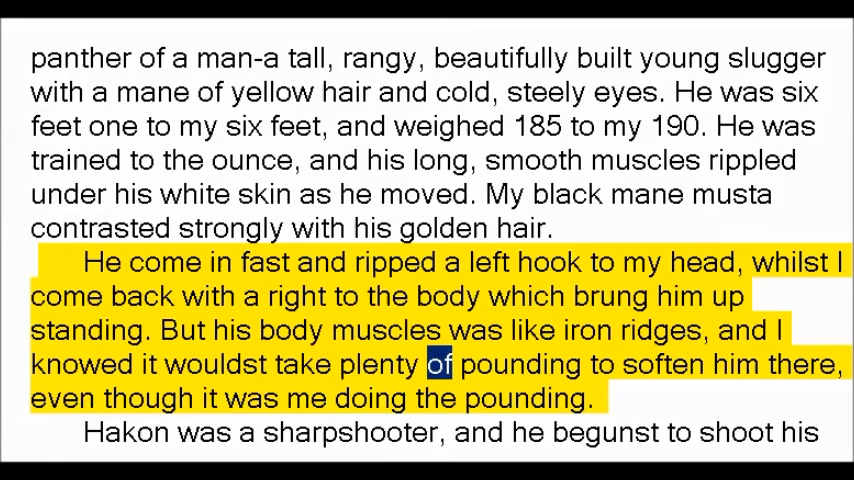 panther of a man-a tall, rangy, beautifully built young slugger
with a mane of yellow hair and cold, steely eyes. He was six
feet one to my six feet, and weighed 185 to my 190. He was
trained to the ounce, and his long, smooth muscles rippled
under his white skin as he moved. My black mane musta
contrasted strongly with his golden hair.
He come in fast and ripped a left hook to my head, whilst I
come back with a right to the body which brung him up
standing. But his body muscles was like iron ridges, and I
knowed it wouldst take plenty of pounding to soften him there,
even though it was me doing the pounding.
Hakon was a sharpshooter, and he begunst to shoot his